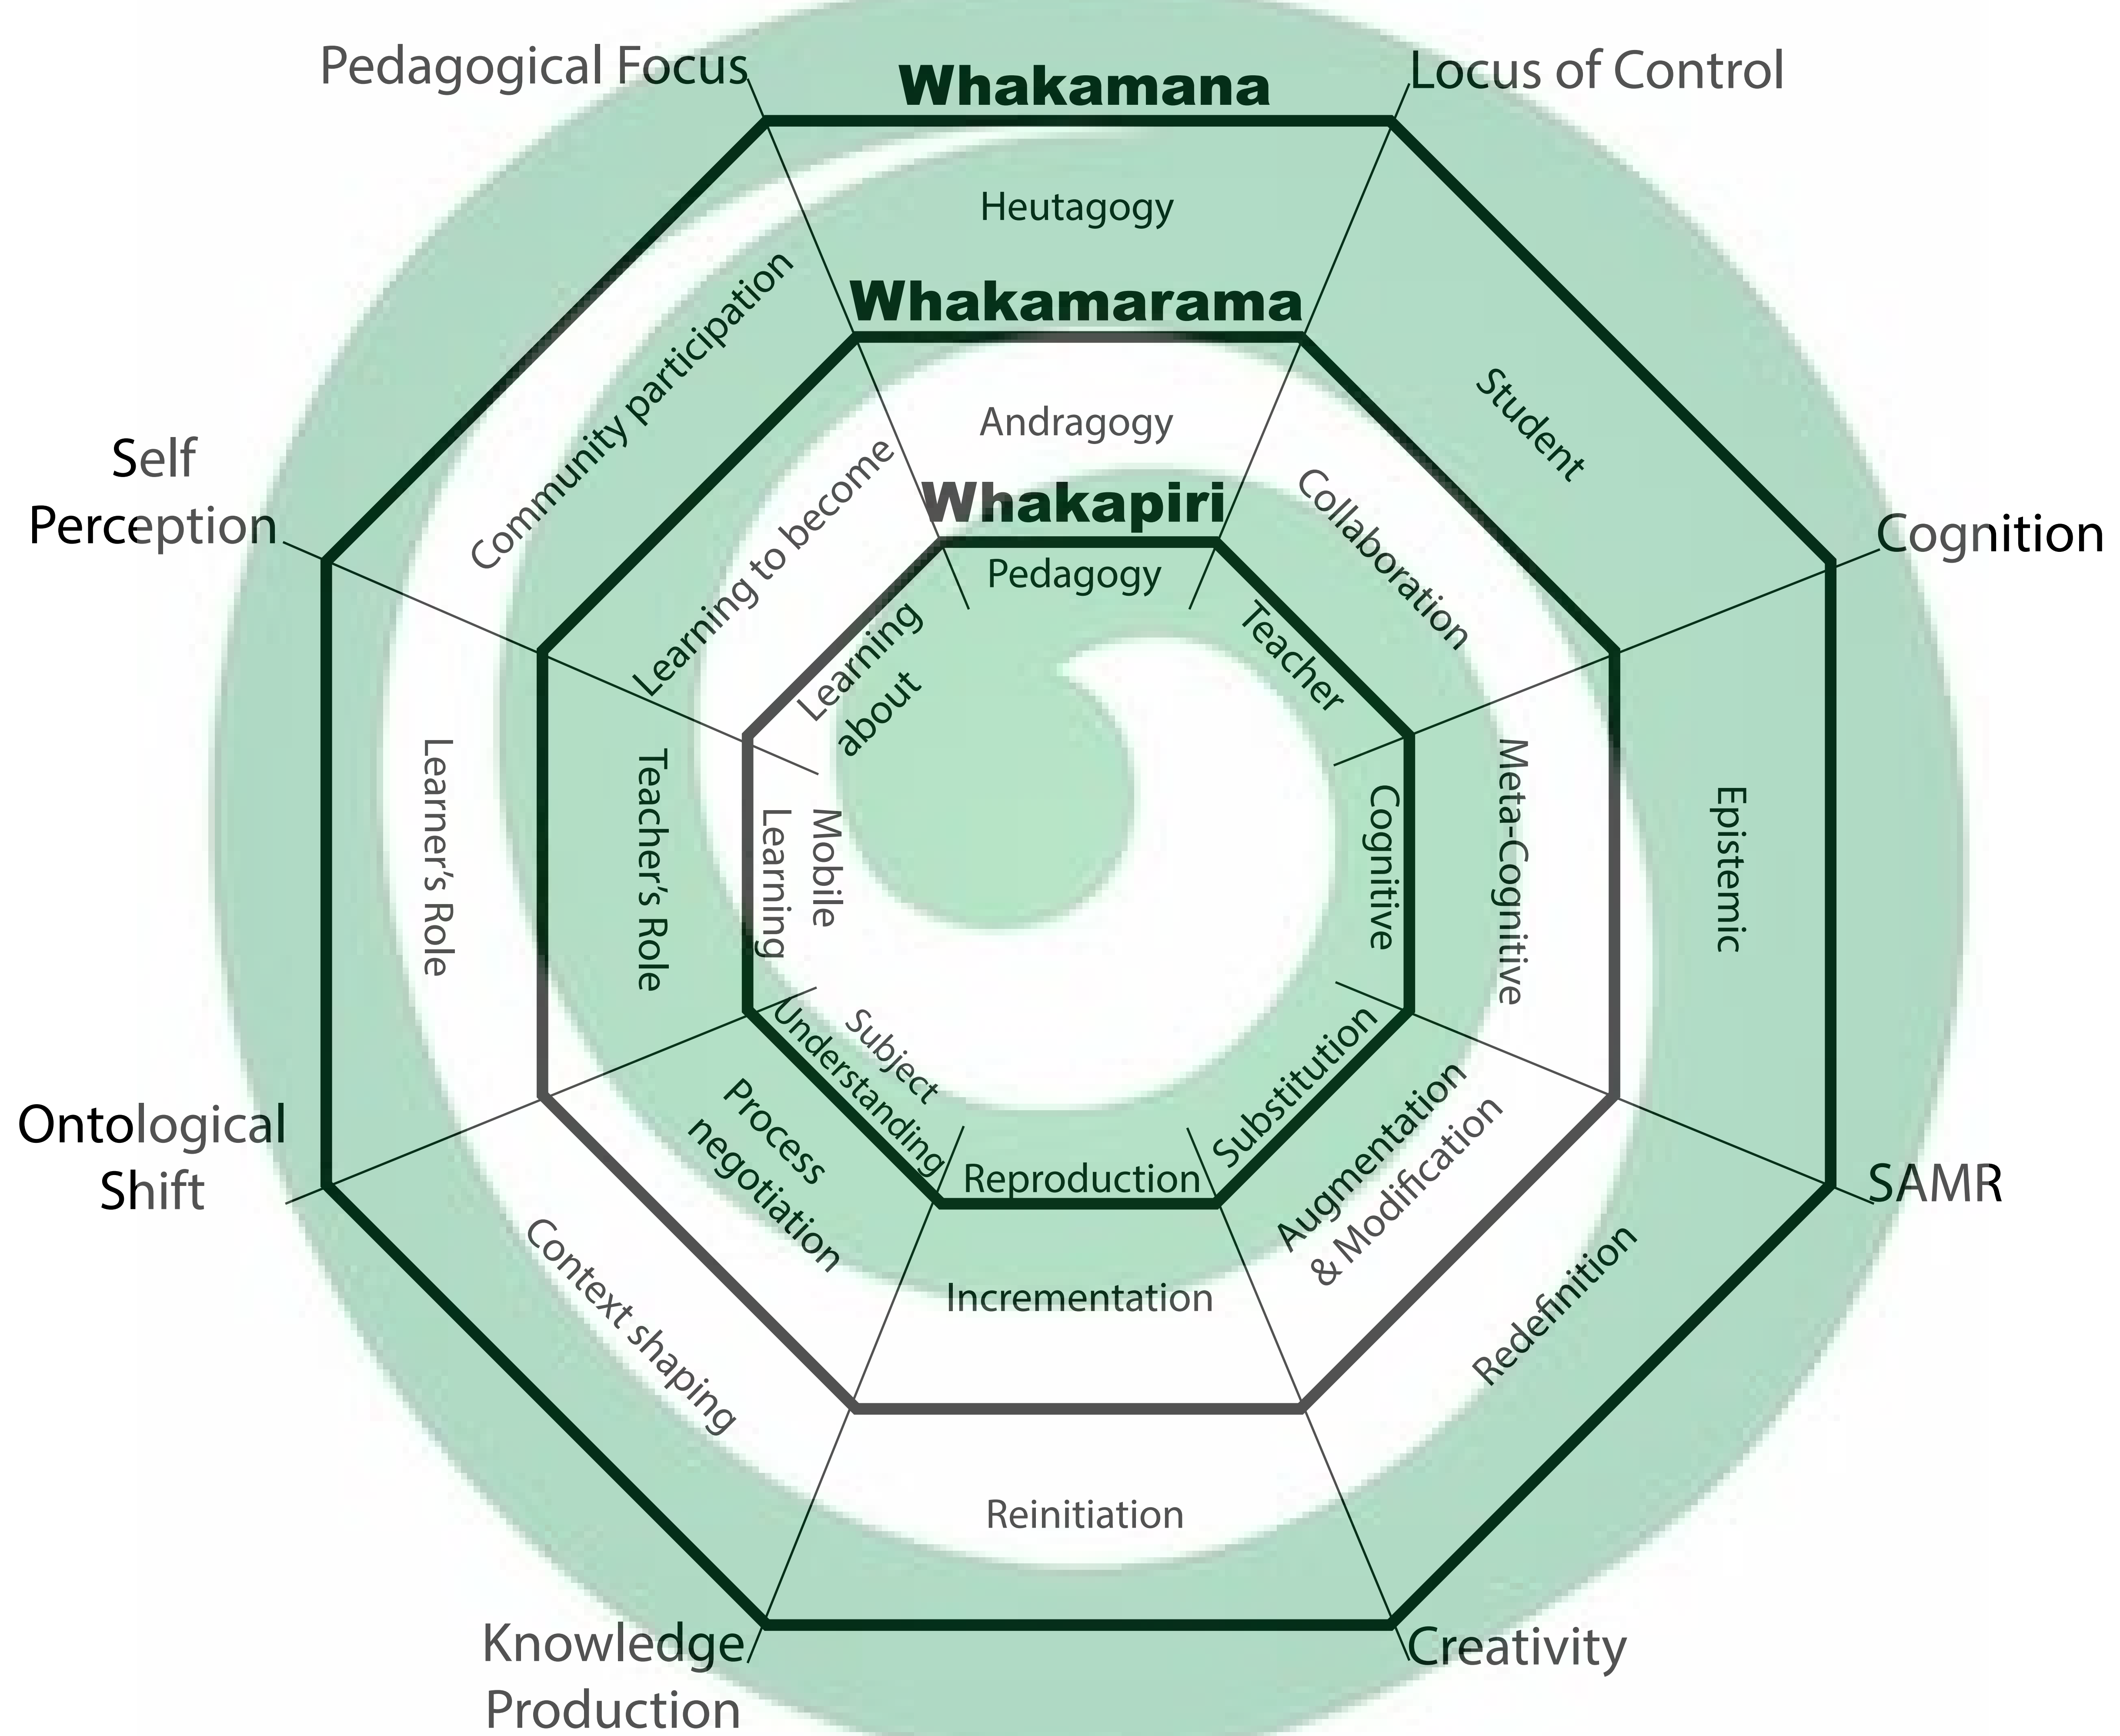 Pedagogical Focus
Whakamana
Locus of Control
Heutagogy
Whakamarama
Andragogy
Whakapiri
Pedagogy
Community participation
Learning to become
Learning
about
Student
Collaboration
Teacher
Self
Perception
Cognition
Learner's Role
Teacher's Role
Mobile
Learning
Cognitive
Meta-Cognitive
Epistemic
Subject
Understanding
Process
negotiation
Context shaping
Reproduction
Incrementation
Reinitiation
Substitution
Augmentation
& Modification
Redefinition
Ontological
Shift
SAMR
Knowledge
Production
Creativity